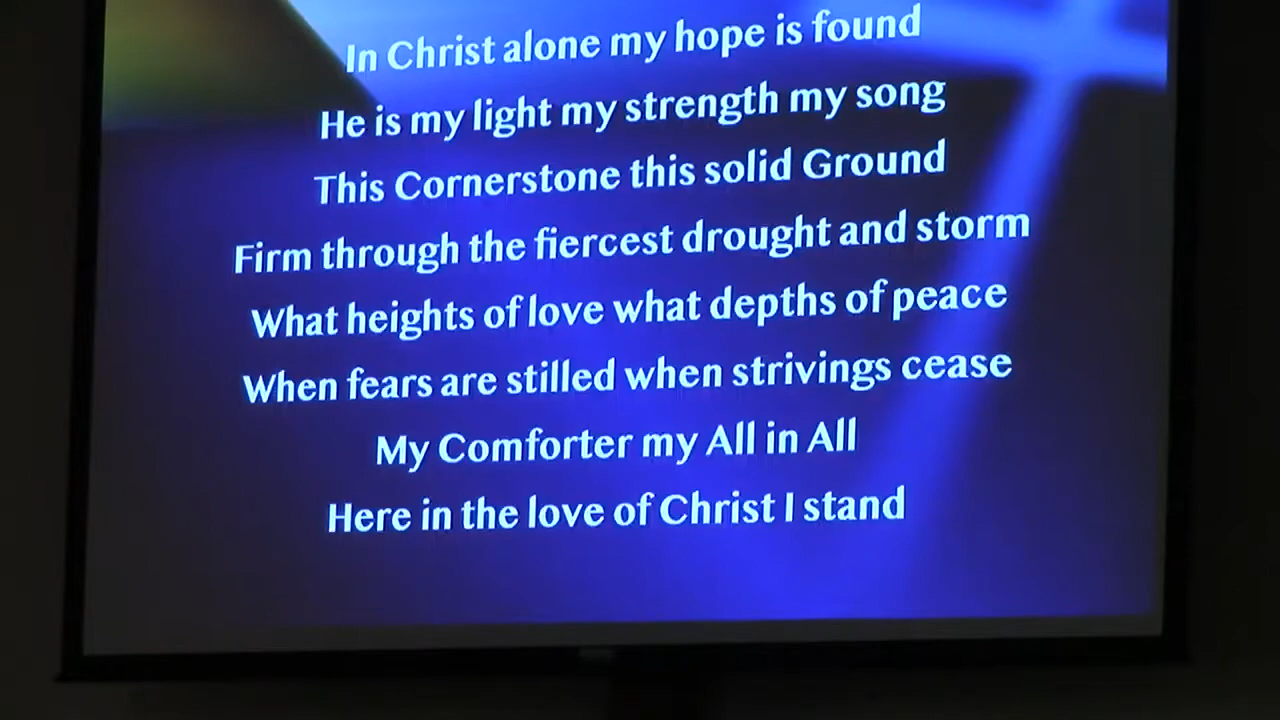 In Christ alone my hope is found
He is my light my strength my song
This Cornerstone this solid Ground
Firm through the fiercest drought and storm
What heights of love what depths of peace
When fears are stilled when strivings cease
My Comforter my All in All
Here in the love of Christ I stand